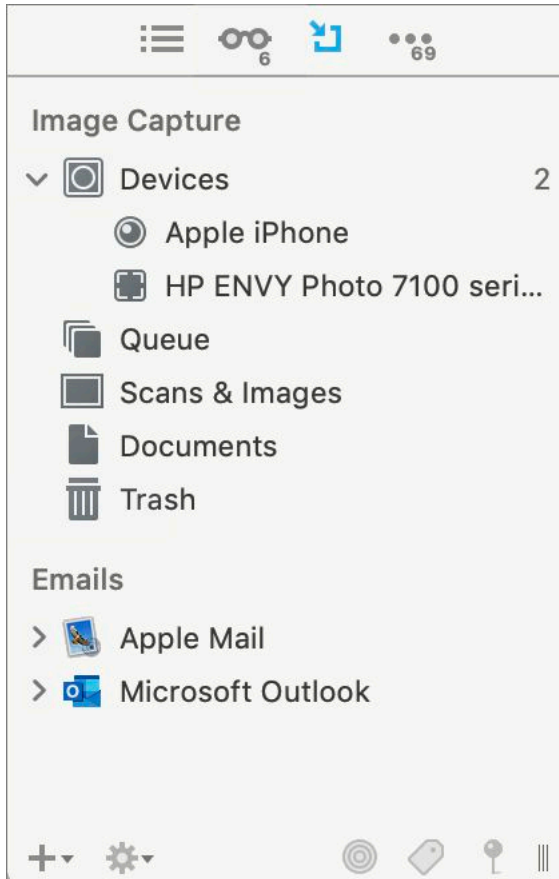 6
69
Image Capture
Devices 2
Apple iPhone
HP ENVY Photo 7100 seri...
Queue
Scans & Images
Documents
Trash
Emails
Apple Mail
Microsoft Outlook